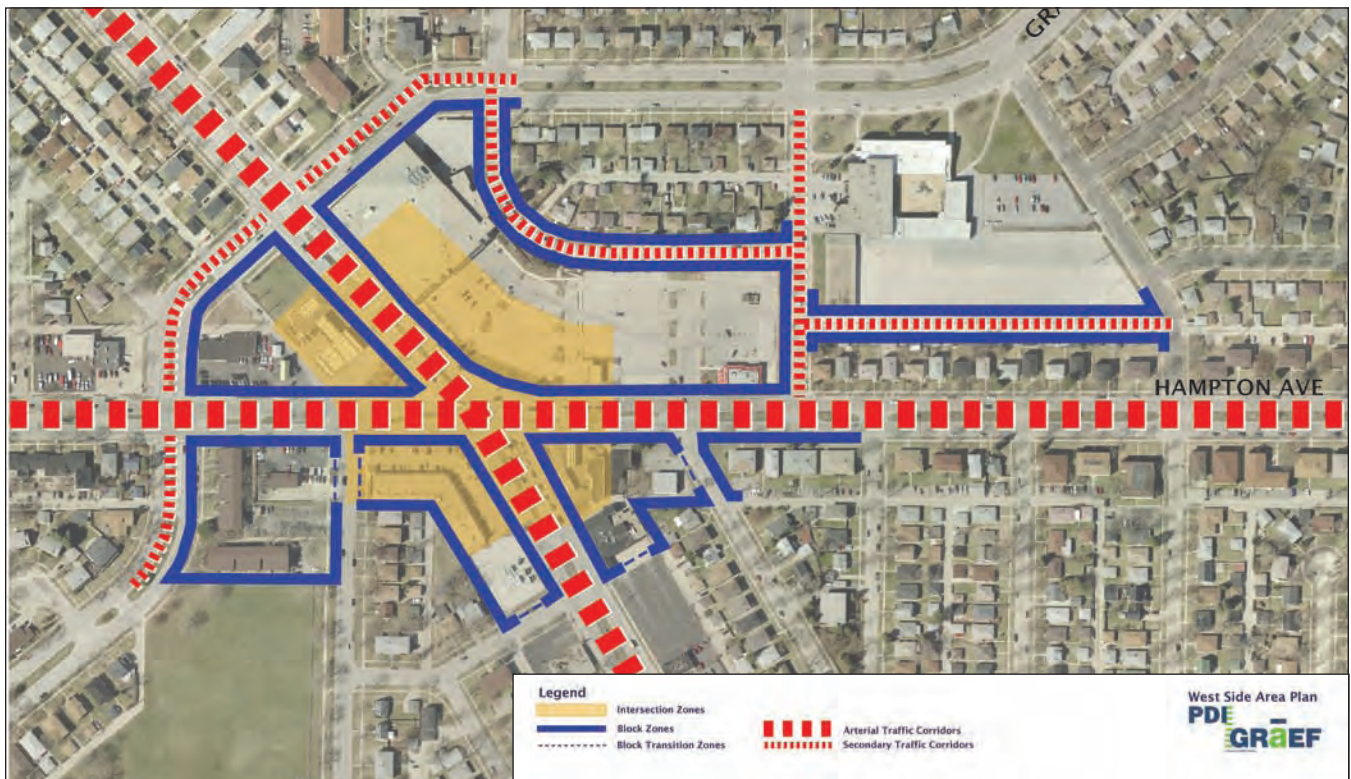 GRA
HAMPTON AVE
Legend
Intersection Zones
Block Zones
Block Transition Zones
Arterial Traffic Corridors
Secondary Traffic Corridors
West Side Area Plan
PDI
GRAEF